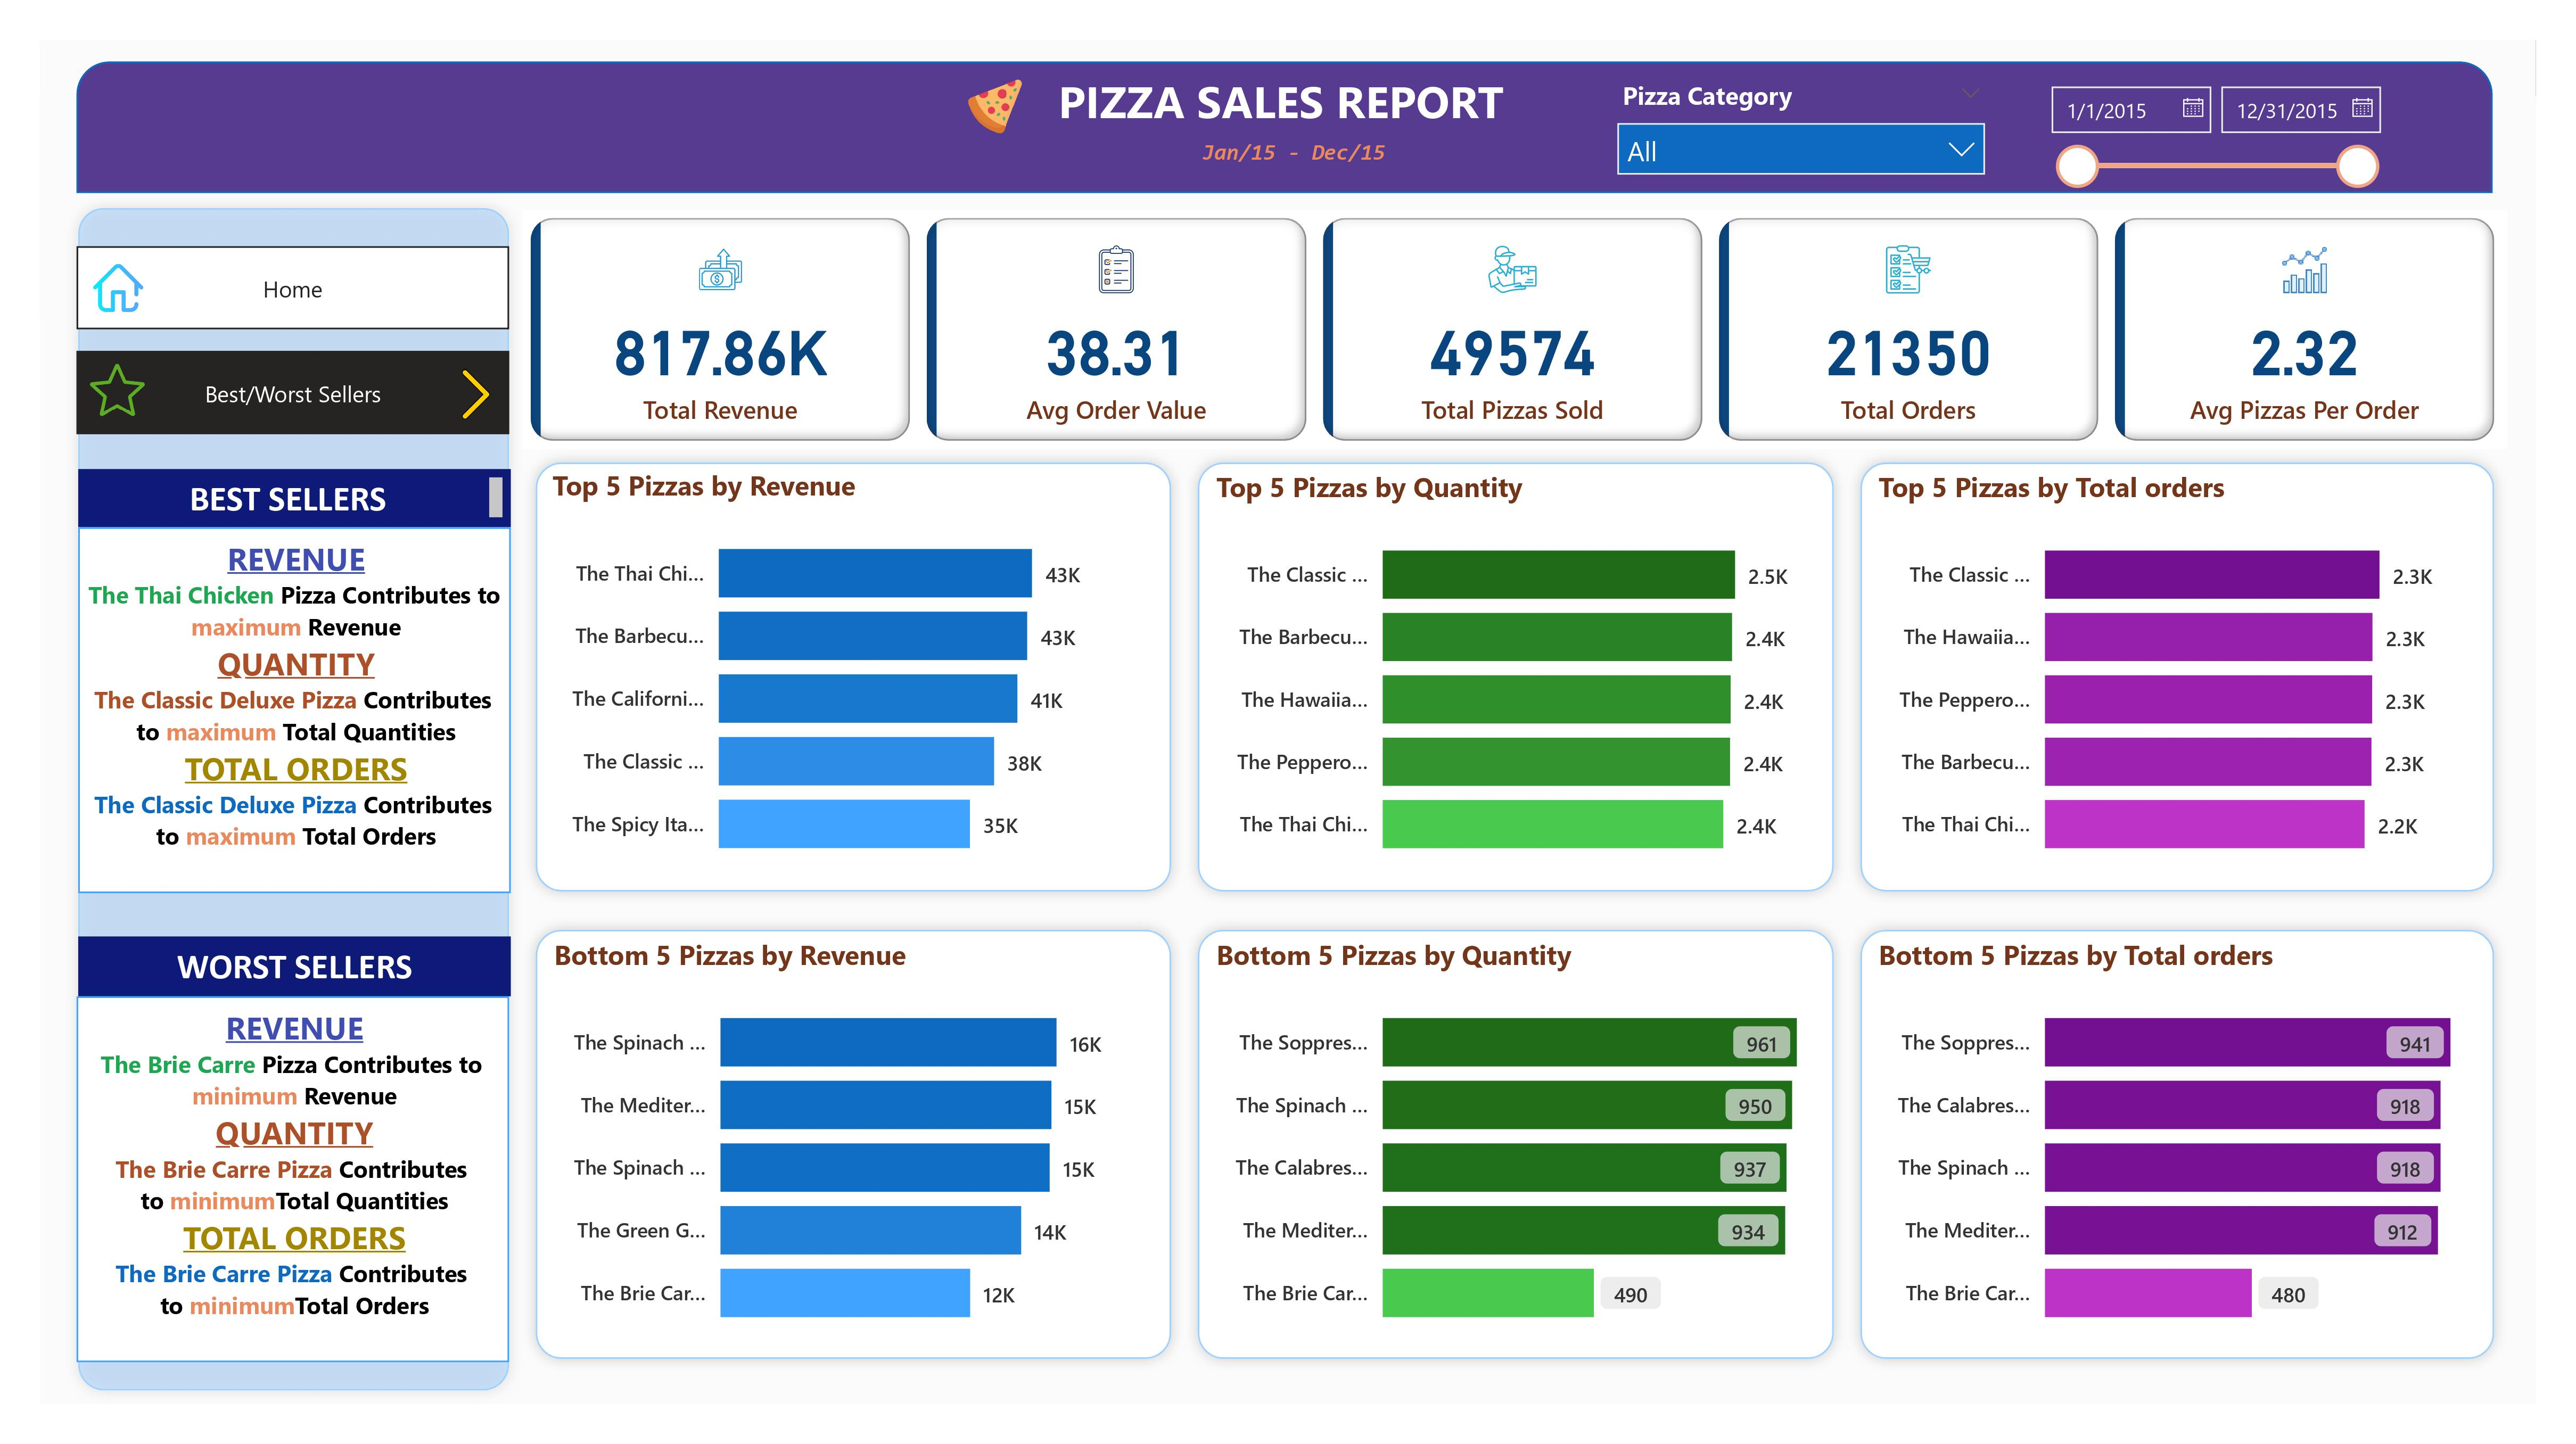 PIZZA SALES REPORT
Jan/15 - Dec/15
Pizza Category
All
1/1/2015
12/31/2015
Home
Best/Worst Sellers
817.86K
Total Revenue
38.31
Avg Order Value
49574
Total Pizzas Sold
21350
Total Orders
2.32
Avg Pizzas Per Order
BEST SELLERS
REVENUE
The Thai Chicken Pizza Contributes to
maximum Revenue
QUANTITY
The Classic Deluxe Pizza Contributes
to maximum Total Quantities
TOTAL ORDERS
The Classic Deluxe Pizza Contributes
to maximum Total Orders
Top 5 Pizzas by Revenue
The Thai Chi... 43K
The Barbecu... 43K
The Californi... 41K
The Classic ... 38K
The Spicy Ita... 35K
Top 5 Pizzas by Quantity
The Classic ... 2.5K
The Barbecu... 2.4K
The Hawaiia... 2.4K
The Peppero... 2.4K
The Thai Chi... 2.4K
Top 5 Pizzas by Total orders
The Classic ... 2.3K
The Hawaiia... 2.3K
The Peppero... 2.3K
The Barbecu... 2.3K
The Thai Chi... 2.2K
WORST SELLERS
REVENUE
The Brie Carre Pizza Contributes to
minimum Revenue
QUANTITY
The Brie Carre Pizza Contributes
to minimumTotal Quantities
TOTAL ORDERS
The Brie Carre Pizza Contributes
to minimumTotal Orders
Bottom 5 Pizzas by Revenue
The Spinach ... 16K
The Mediter... 15K
The Spinach ... 15K
The Green G... 14K
The Brie Car... 12K
Bottom 5 Pizzas by Quantity
The Soppres... 961
The Spinach ... 950
The Calabres... 937
The Mediter... 934
The Brie Car... 490
Bottom 5 Pizzas by Total orders
The Soppres... 941
The Calabres... 918
The Spinach ... 918
The Mediter... 912
The Brie Car... 480